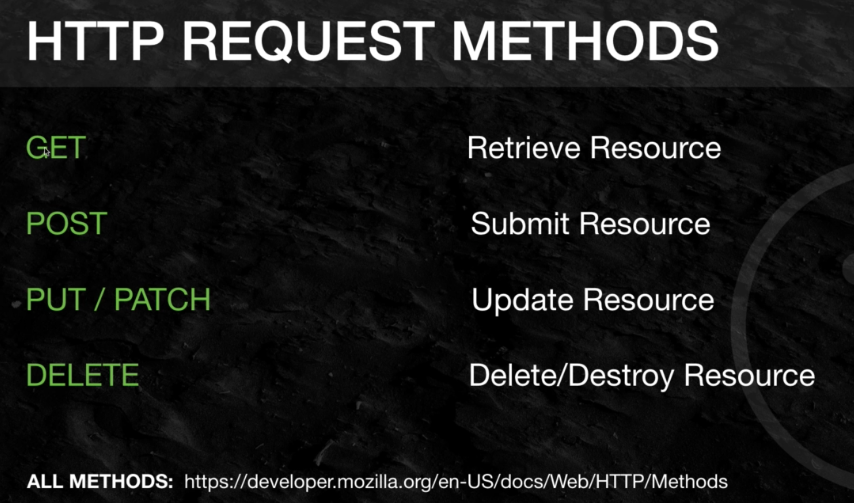 HTTP REQUEST METHODS
GET Retrieve Resource
POST Submit Resource
PUT / PATCH Update Resource
DELETE Delete/Destroy Resource
ALL METHODS: https://developer.mozilla.org/en-US/docs/Web/HTTP/Methods